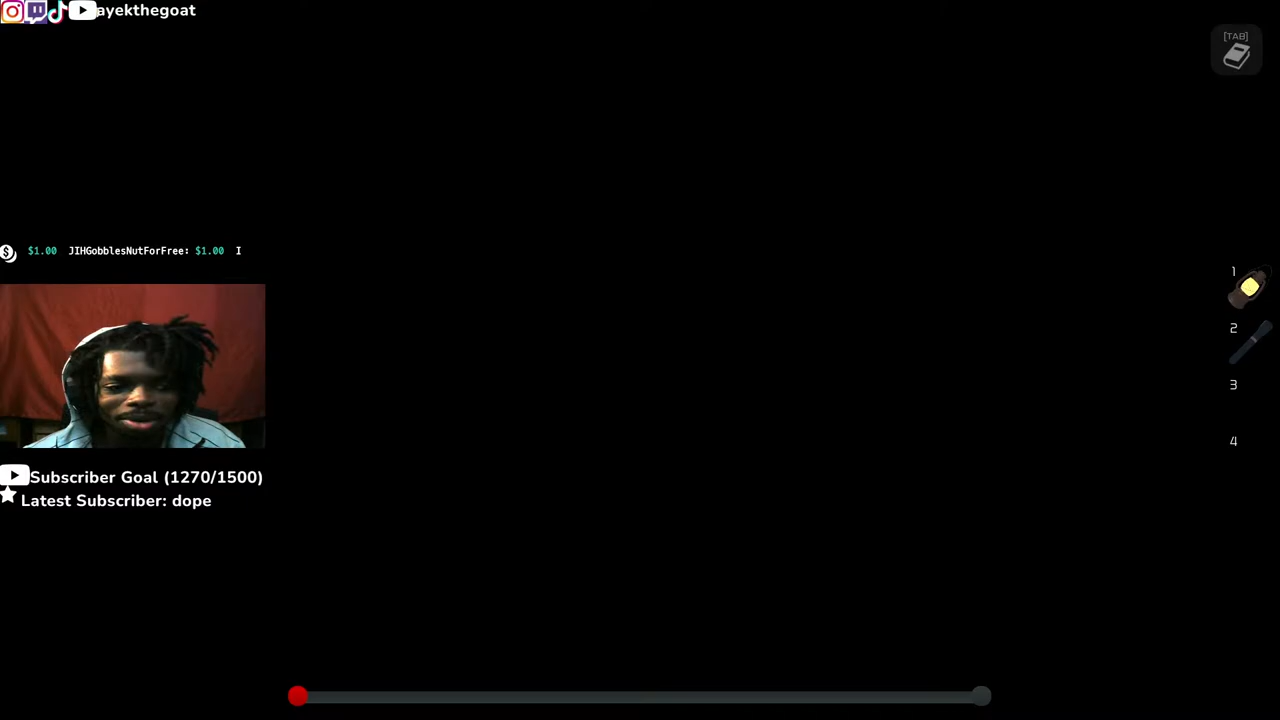 ayekthegoat
[TAB]
$1.00 JIHGobblesNutForFree: $1.00 I
1
2
3
4
Subscriber Goal (1270/1500)
Latest Subscriber: dope